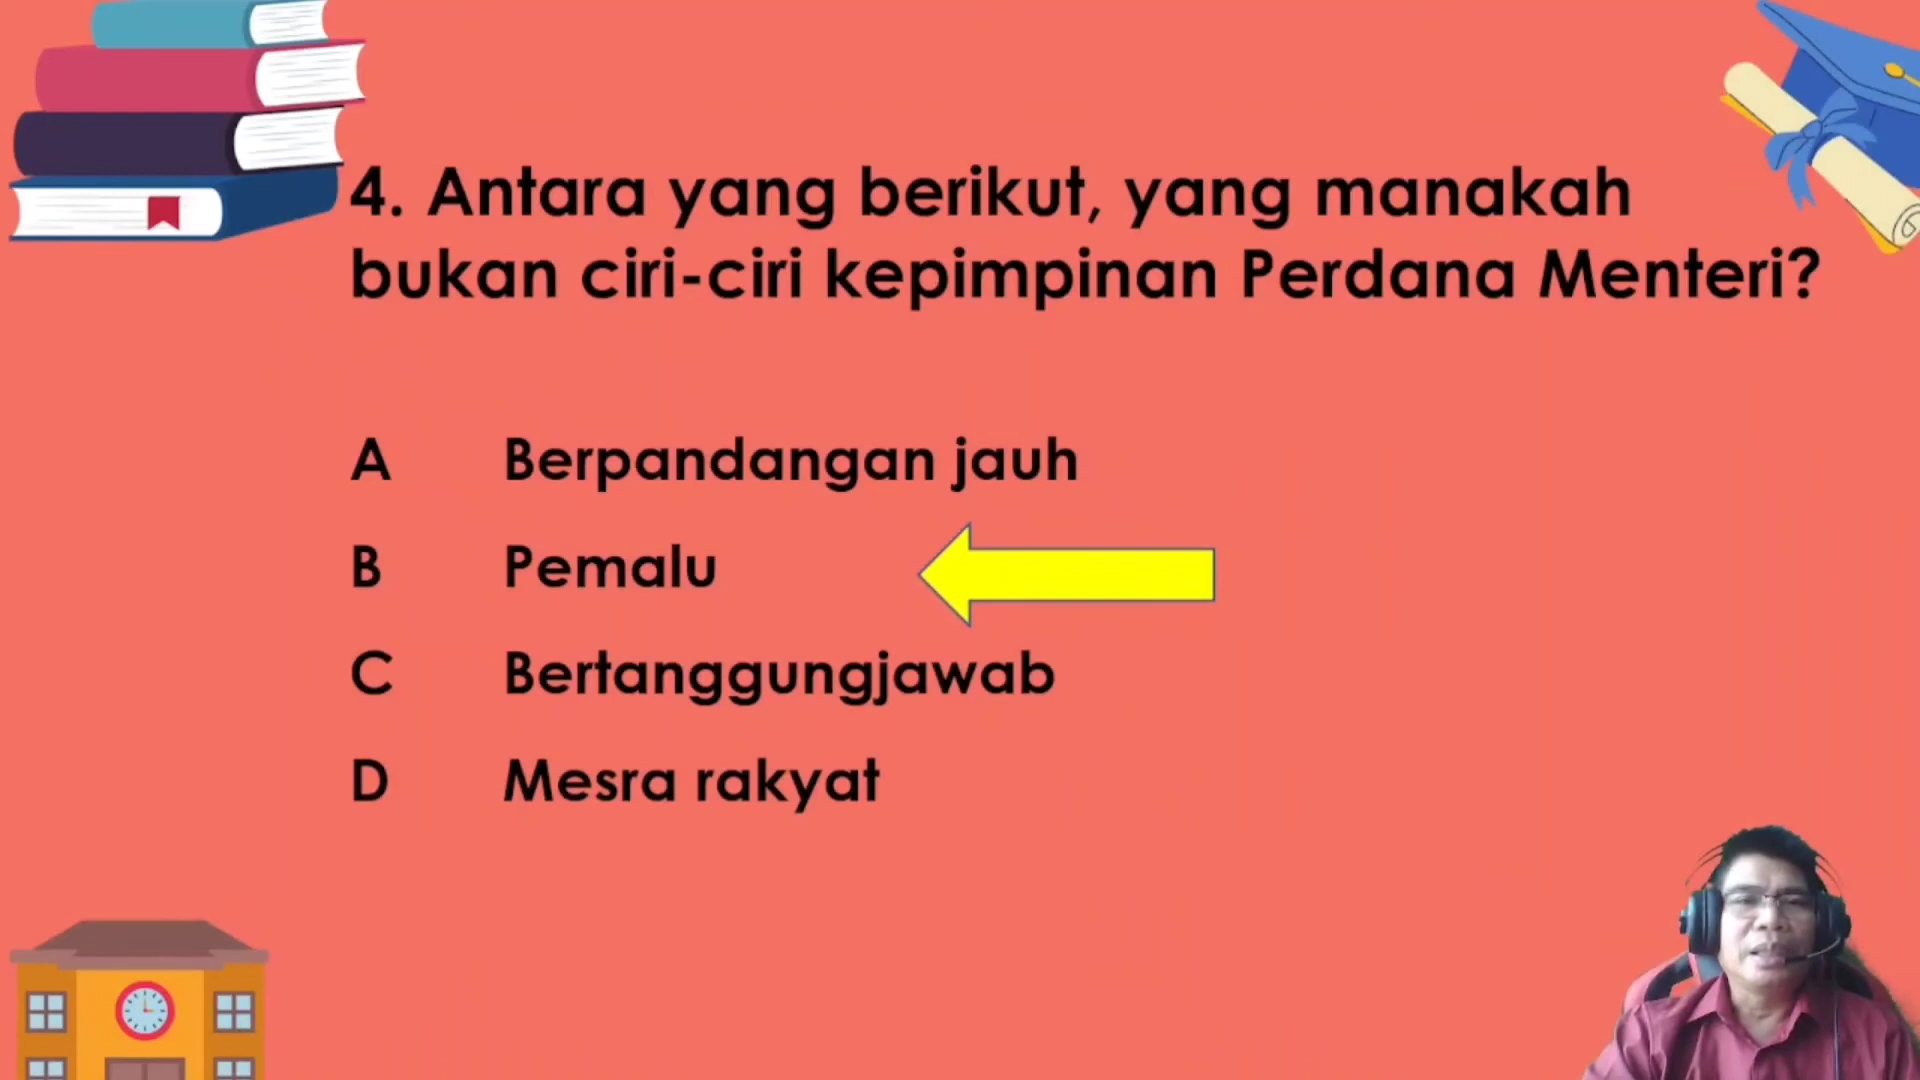 4. Antara yang berikut, yang manakah
bukan ciri-ciri kepimpinan Perdana Menteri?
A Berpandangan jauh
B Pemalu
C Bertanggungjawab
D Mesra rakyat